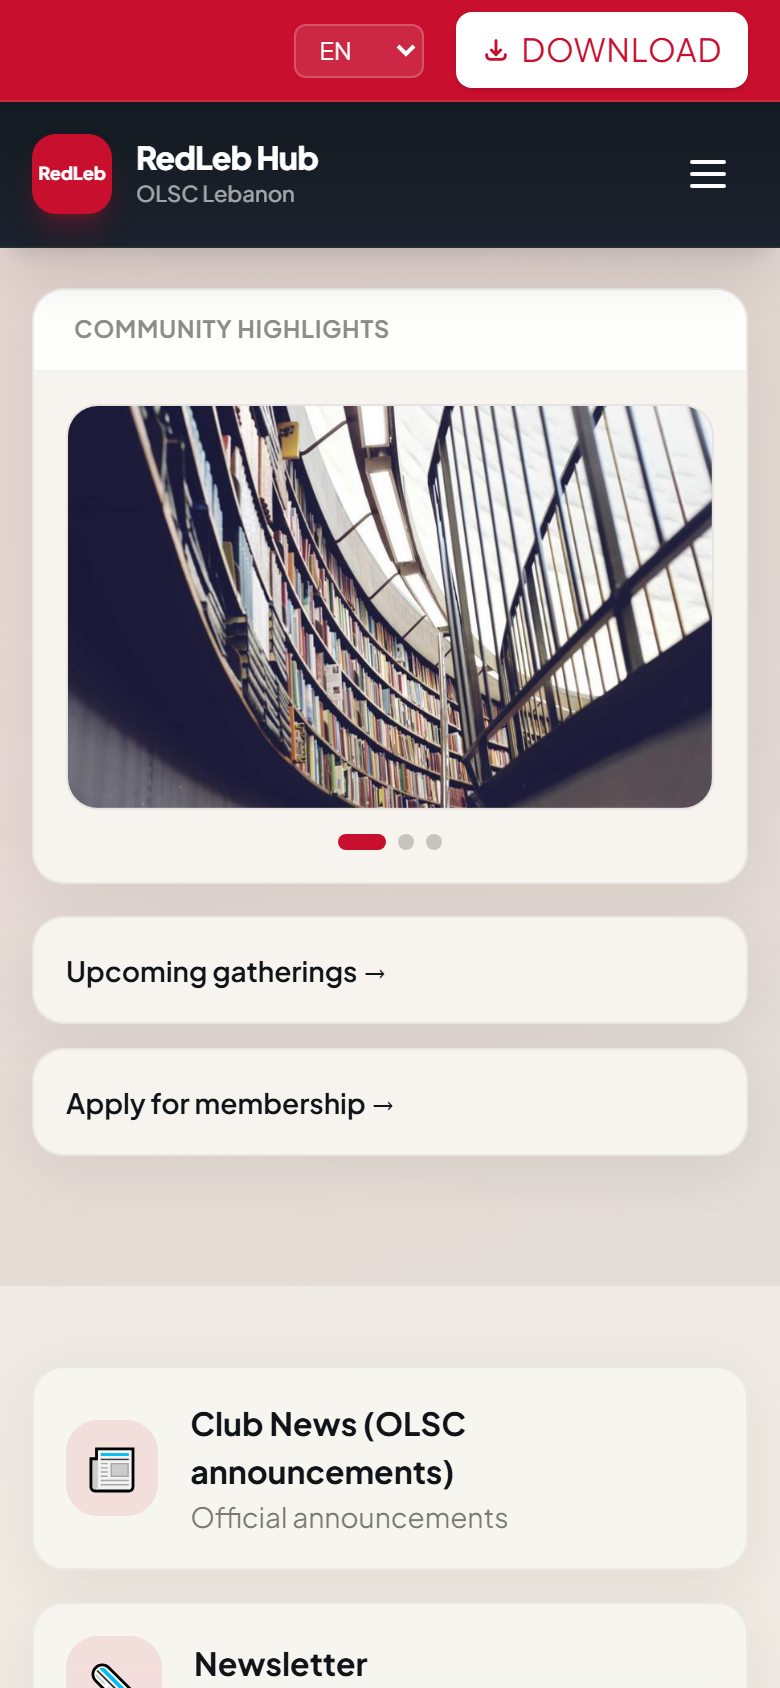 EN
DOWNLOAD
RedLeb
RedLeb Hub
OLSC Lebanon
COMMUNITY HIGHLIGHTS
Upcoming gatherings →
Apply for membership →
Club News (OLSC
announcements)
Official announcements
Newsletter